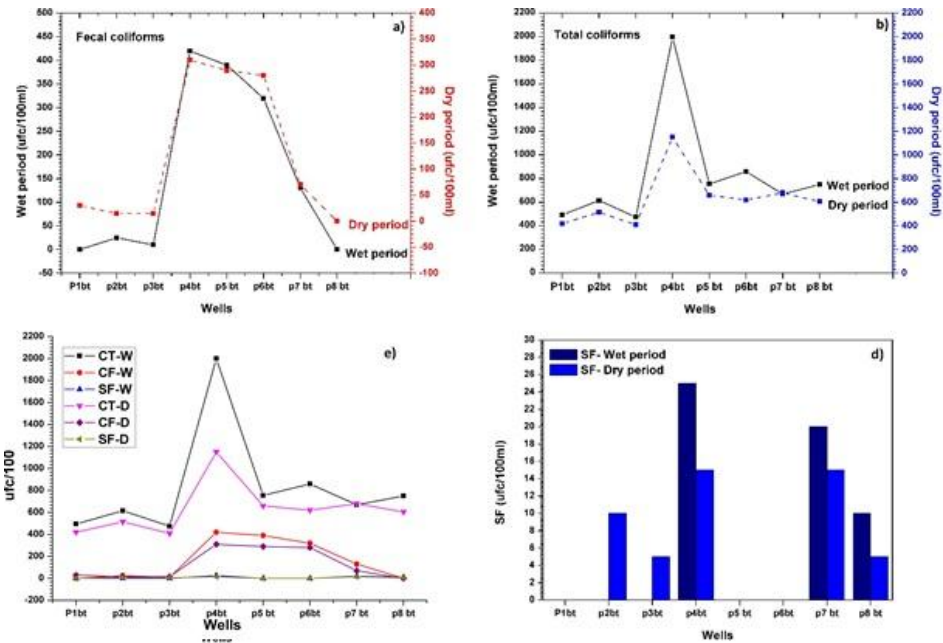 Fecal coliforms
a)
450
400
350
300
250
200
150
100
50
0
-50
Wet period (ufc/100ml)
400
350
300
250
200
150
100
50
0
-50
-100
Dry period (ufc/100ml)
Dry period
Wet period
P1bt p2bt p3bt p4bt p5 bt p6bt p7 bt p8 bt
Wells
Total coliforms
b)
2200
2000
1800
1600
1400
1200
1000
800
600
400
200
0
Wet period (ufc/100ml)
2200
2000
1800
1600
1400
1200
1000
800
600
400
200
0
Dry period (ufc/100ml)
Wet period
Dry period
P1bt p2bt p3bt p4bt p5 bt p6bt p7 bt p8 bt
Wells
e)
CT-W
CF-W
SF-W
CT-D
CF-D
SF-D
2200
2000
1800
1600
1400
1200
1000
800
600
400
200
0
-200
ufc/100
P1bt p2bt p3bt p4bt p5 bt p6bt p7 bt p8 bt
Wells
d)
SF- Wet period
SF- Dry period
30
28
26
24
22
20
18
16
14
12
10
8
6
4
2
0
SF (ufc/100ml)
P1bt p2bt p3bt p4bt p5 bt p6bt p7 bt p8 bt
Wells